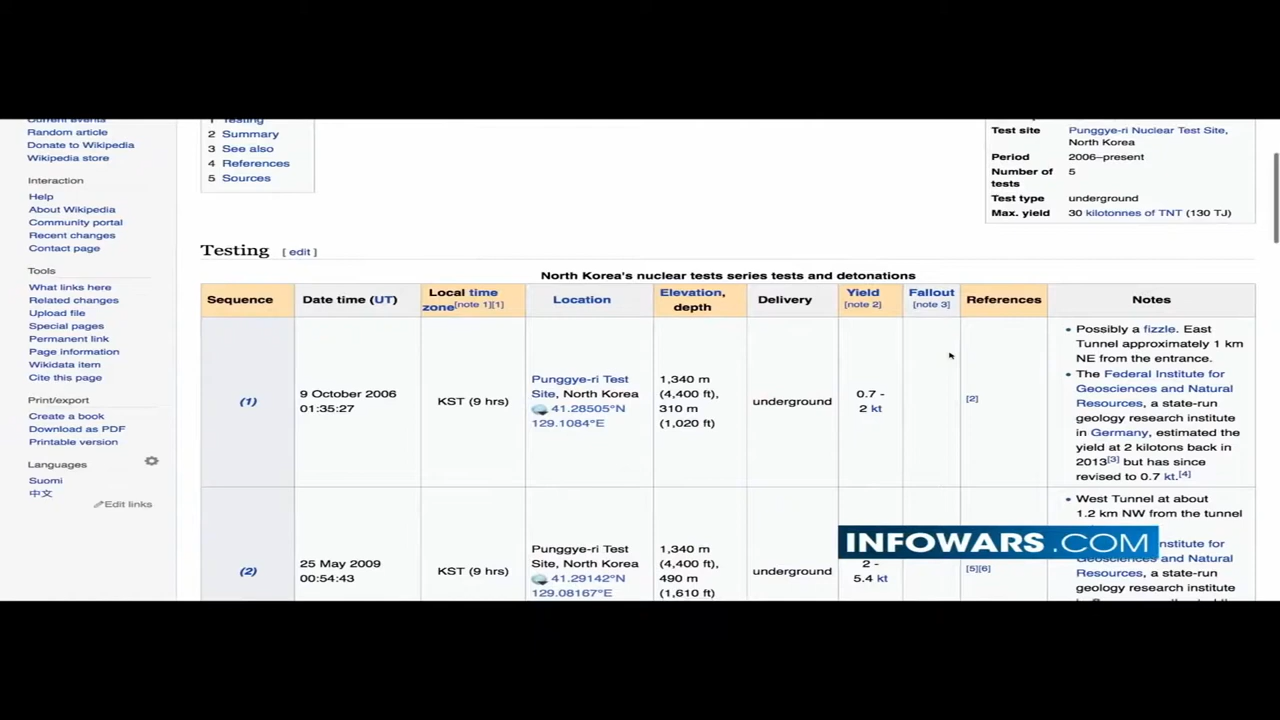 Current events
Random article
Donate to Wikipedia
Wikipedia store
Interaction
Help
About Wikipedia
Community portal
Recent changes
Contact page
Tools
What links here
Related changes
Upload file
Special pages
Permanent link
Page information
Wikidata item
Cite this page
Print/export
Create a book
Download as PDF
Printable version
Languages
Suomi
中文
Edit links
1 Testing
2 Summary
3 See also
4 References
5 Sources
Test site Punggye-ri Nuclear Test Site,
North Korea
Period 2006–present
Number of 5
tests
Test type underground
Max. yield 30 kilotonnes of TNT (130 TJ)
Testing [ edit ]
North Korea's nuclear tests series tests and detonations
Sequence
Date time (UT)
Local time
zone[note 1][1]
Location
Elevation,
depth
Delivery
Yield
[note 2]
Fallout
[note 3]
References
Notes
(1)
9 October 2006
01:35:27
KST (9 hrs)
Punggye-ri Test
Site, North Korea
41.28505°N
129.1084°E
1,340 m
(4,400 ft),
310 m
(1,020 ft)
underground
0.7 -
2 kt
[2]
• Possibly a fizzle. East
Tunnel approximately 1 km
NE from the entrance.
• The Federal Institute for
Geosciences and Natural
Resources, a state-run
geology research institute
in Germany, estimated the
yield at 2 kilotons back in
2013[3] but has since
revised to 0.7 kt.[4]
(2)
25 May 2009
00:54:43
KST (9 hrs)
Punggye-ri Test
Site, North Korea
41.29142°N
129.08167°E
1,340 m
(4,400 ft),
490 m
(1,610 ft)
underground
2 -
5.4 kt
[5][6]
• West Tunnel at about
1.2 km NW from the tunnel
Institute for
Geosciences and Natural
Resources, a state-run
geology research institute
INFOWARS.COM